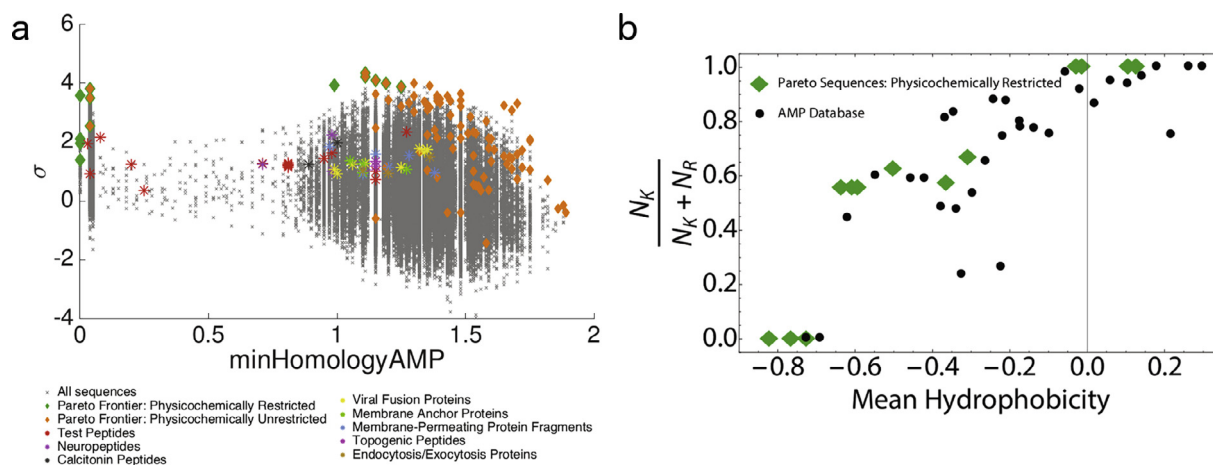 a
6
4
2
0
-2
-4
σ
0
0.5
1
1.5
2
minHomologyAMP
All sequences
Pareto Frontier: Physicochemically Restricted
Pareto Frontier: Physicochemically Unrestricted
Test Peptides
Neuropeptides
Calcitonin Peptides
Viral Fusion Proteins
Membrane Anchor Proteins
Membrane-Permeating Protein Fragments
Topogenic Peptides
Endocytosis/Exocytosis Proteins
b
N_K
N_K + N_R
1.0
0.8
0.6
0.4
0.2
0.0
Pareto Sequences: Physicochemically Restricted
AMP Database
−0.8
−0.6
−0.4
−0.2
0.0
0.2
Mean Hydrophobicity